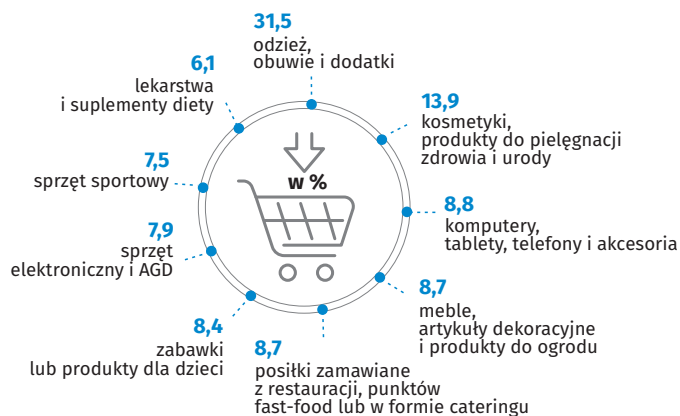 31,5
odzież,
obuwie i dodatki
13,9
kosmetyki,
produkty do pielęgnacji
zdrowia i urody
8,8
komputery,
tablety, telefony i akcesoria
8,7
meble,
artykuły dekoracyjne
i produkty do ogrodu
8,7
posiłki zamawiane
z restauracji, punktów
fast-food lub w formie cateringu
8,4
zabawki
lub produkty dla dzieci
7,9
sprzęt
elektroniczny i AGD
7,5
sprzęt sportowy
6,1
lekarstwa
i suplementy diety
w %